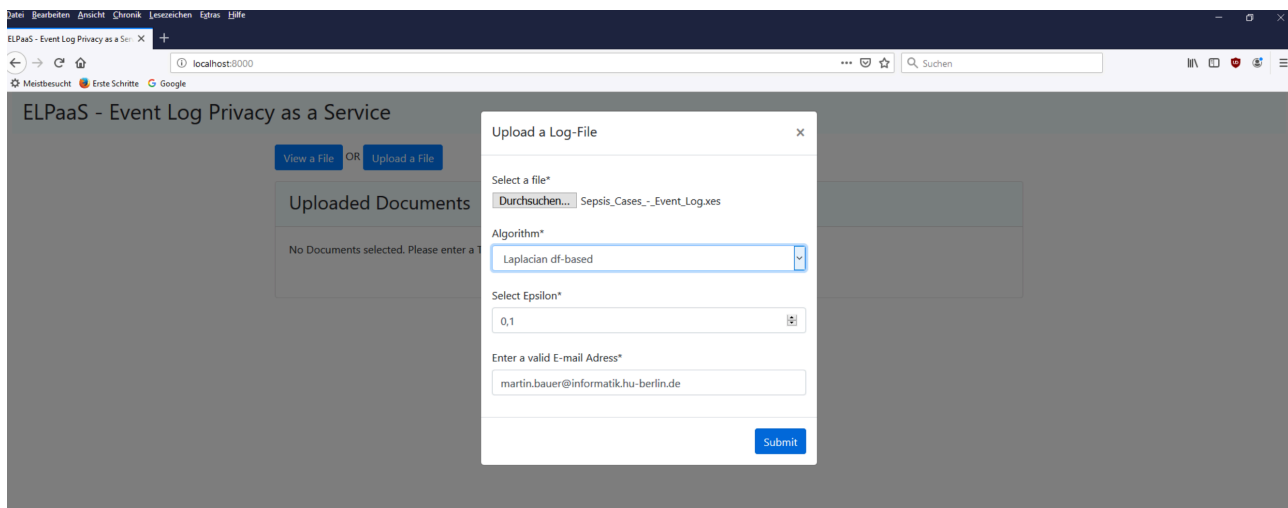 Datei Bearbeiten Ansicht Chronik Lesezeichen Extras Hilfe
ELPaaS - Event Log Privacy as a Ser
localhost:8000
Suchen
Meistbesucht Erste Schritte Google
ELPaaS - Event Log Privacy as a Service
View a File OR Upload a File
Uploaded Documents
No Documents selected. Please enter a T
Upload a Log-File ×
Select a file*
Durchsuchen... Sepsis_Cases_-_Event_Log.xes
Algorithm*
Laplacian df-based
Select Epsilon*
0,1
Enter a valid E-mail Adress*
martin.bauer@informatik.hu-berlin.de
Submit